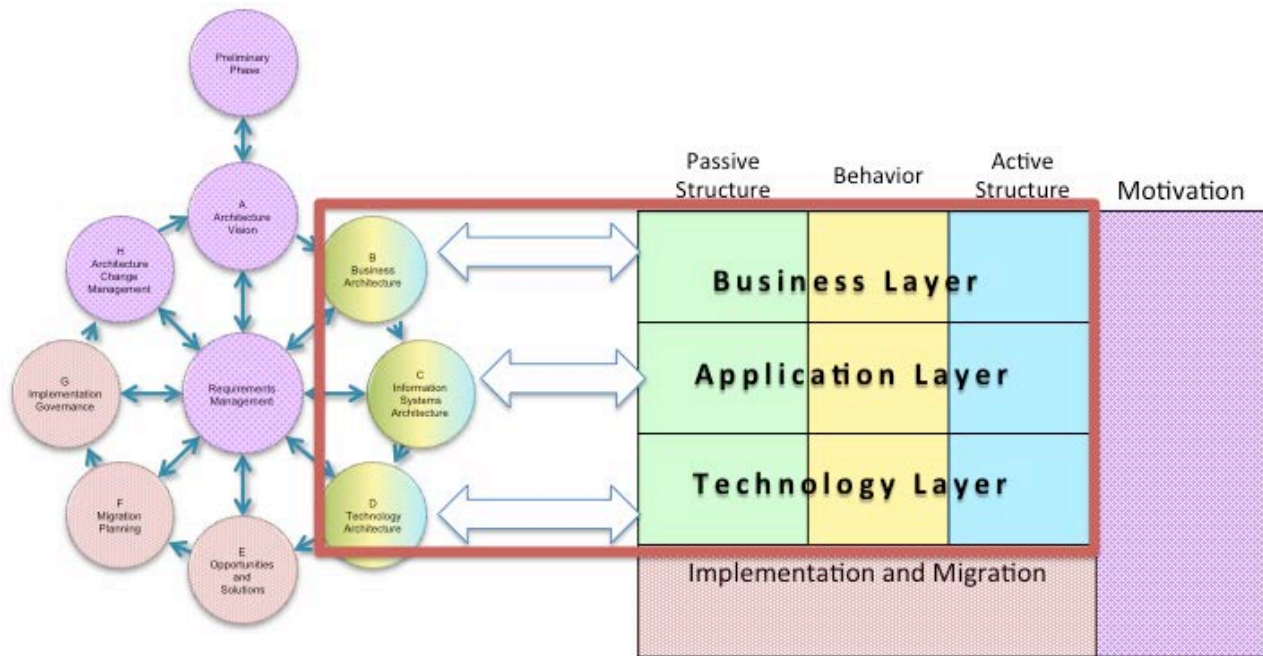 Preliminary
Phase
A
Architecture
Vision
H
Architecture
Change
Management
B
Business
Architecture
G
Implementation
Governance
Requirements
Management
C
Information
Systems
Architecture
F
Migration
Planning
D
Technology
Architecture
E
Opportunities
and
Solutions
Passive
Structure
Behavior
Active
Structure
Motivation
Business Layer
Application Layer
Technology Layer
Implementation and Migration